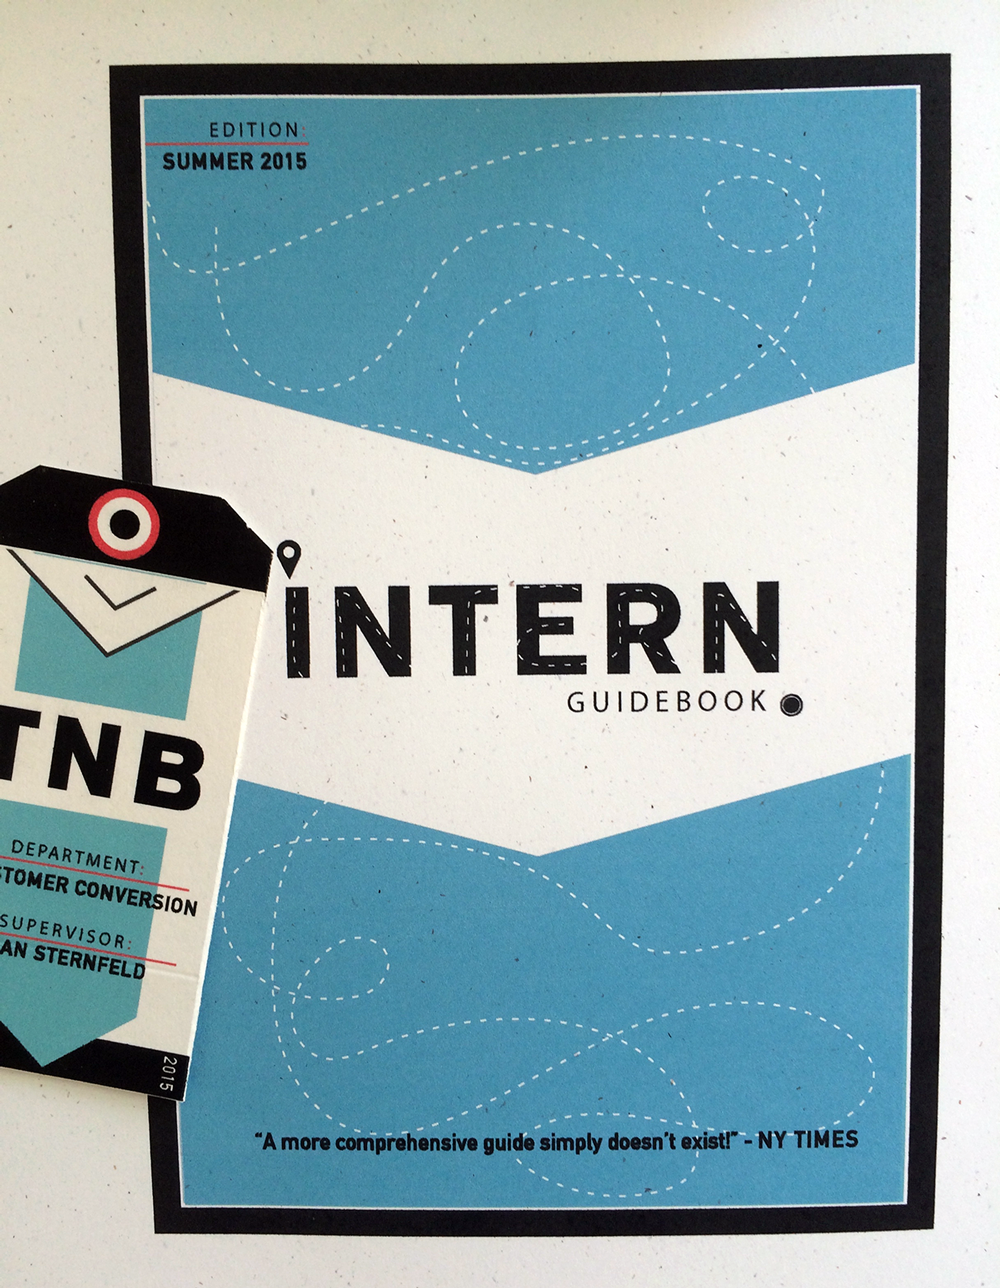 EDITION:
SUMMER 2015
INTERN
GUIDEBOOK
"A more comprehensive guide simply doesn't exist!" - NY TIMES
TNB
DEPARTMENT:
STOMER CONVERSION
SUPERVISOR:
AN STERNFELD
2015